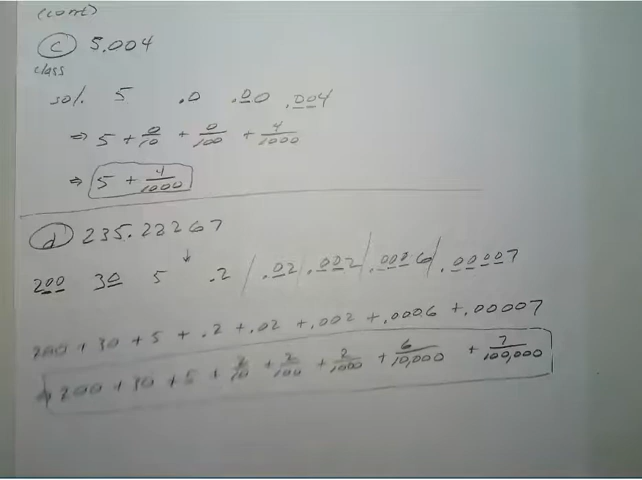 (cont)
(c) 5.004
class
sol. 5 .0 .00 .004
⇒ 5 + 0/10 + 0/100 + 4/1000
⇒ 5 + 4/1000
(d) 235.22267
200 30 5 ↓ .2 / .02 / .002 / .0006 / .00007
200 + 30 + 5 + .2 + .02 + .002 + .0006 + .00007
⇒ 200 + 30 + 5 + 2/10 + 2/100 + 2/1000 + 6/10,000 + 7/100,000